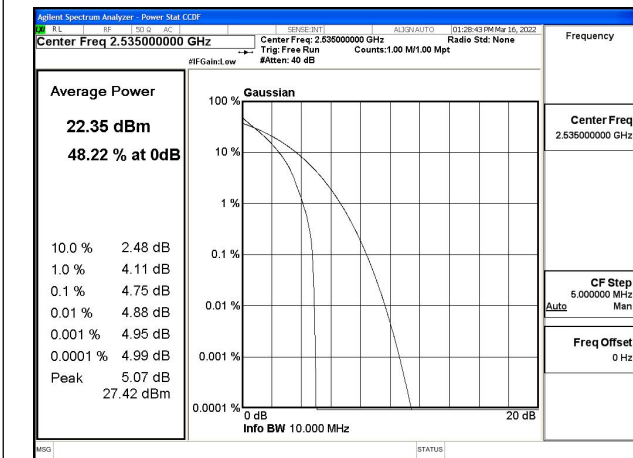 Agilent Spectrum Analyzer - Power Stat CCDF
RL RF 50 Ω AC SENSE:INT ALIGNAUTO 01:28:43 PM Mar 16, 2022
Center Freq 2.535000000 GHz
Center Freq: 2.535000000 GHz Radio Std: None
Trig: Free Run Counts:1.00 M/1.00 Mpt
#IFGain:Low #Atten: 40 dB
Frequency
Average Power
22.35 dBm
48.22 % at 0dB
10.0 % 2.48 dB
1.0 % 4.11 dB
0.1 % 4.75 dB
0.01 % 4.88 dB
0.001 % 4.95 dB
0.0001 % 4.99 dB
Peak 5.07 dB
27.42 dBm
Gaussian
100 %
10 %
1 %
0.1 %
0.01 %
0.001 %
0.0001 %
0 dB 20 dB
Info BW 10.000 MHz
Center Freq
2.535000000 GHz
CF Step
5.000000 MHz
Auto Man
Freq Offset
0 Hz
MSG STATUS